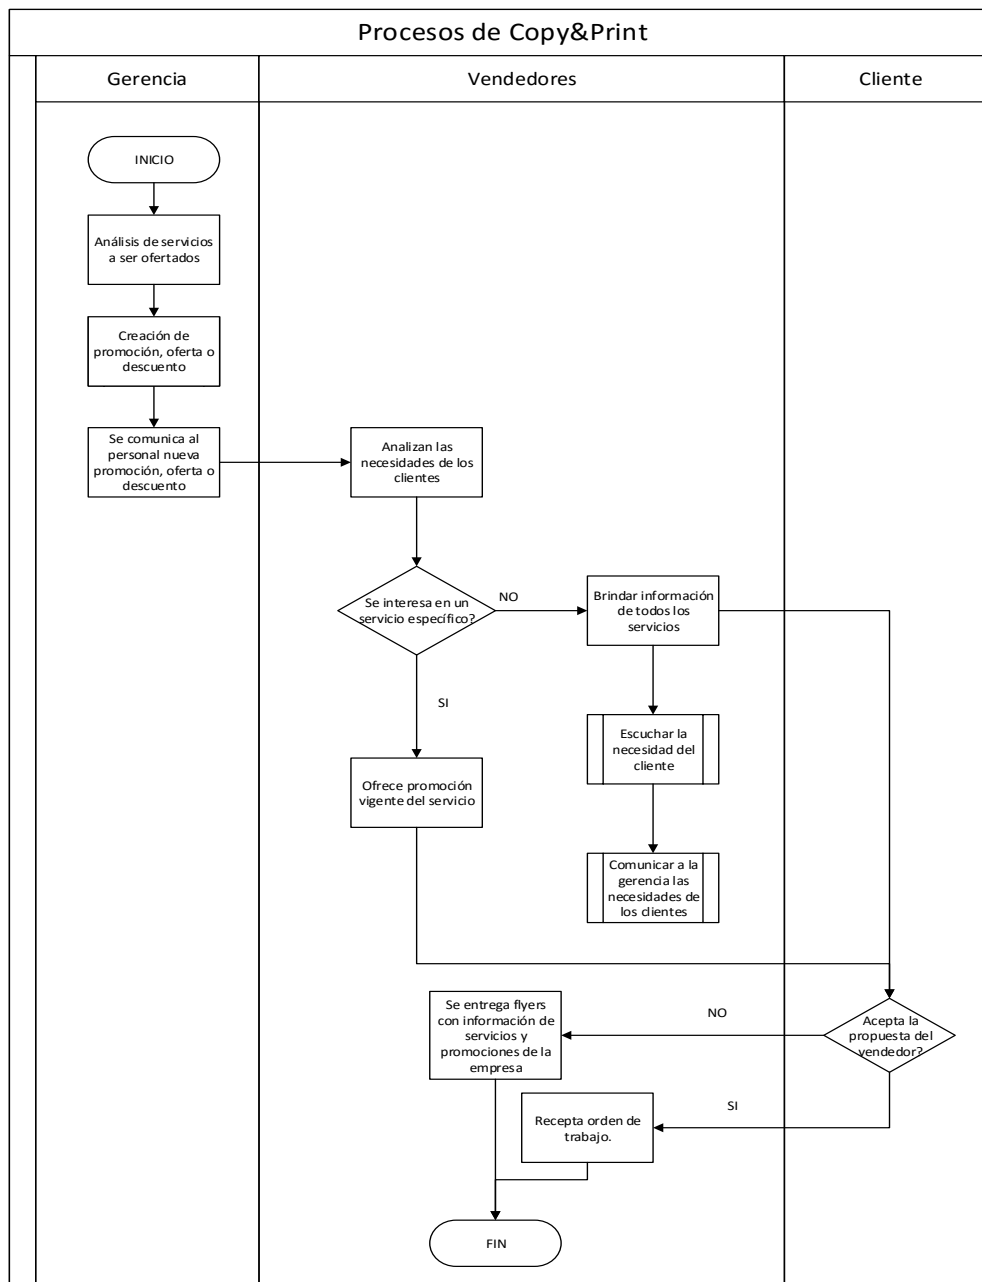 Procesos de Copy&Print
Gerencia
Vendedores
Cliente
INICIO
Análisis de servicios
a ser ofertados
Creación de
promoción, oferta o
descuento
Se comunica al
personal nueva
promoción, oferta o
descuento
Analizan las
necesidades de los
clientes
Se interesa en un
servicio específico?
NO
Brindar información
de todos los
servicios
SI
Escuchar la
necesidad del
cliente
Ofrece promoción
vigente del servicio
Comunicar a la
gerencia las
necesidades de
los clientes
Acepta la
propuesta del
vendedor?
NO
Se entrega flyers
con información de
servicios y
promociones de la
empresa
SI
Recepta orden de
trabajo.
FIN